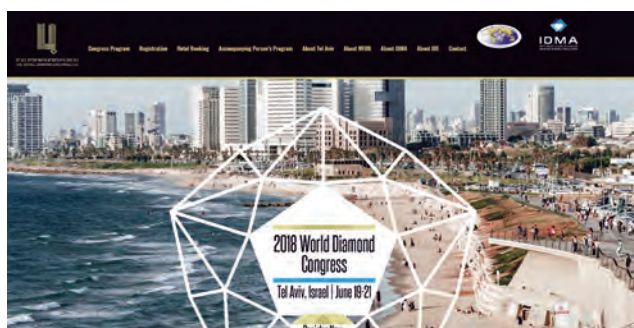 Congress Program Registration Hotel Booking Accompanying Person's Program About Tel Aviv About WFDB About IDMA About IDE Contact
IDMA
2018 World Diamond
Congress
Tel Aviv, Israel | June 18-21